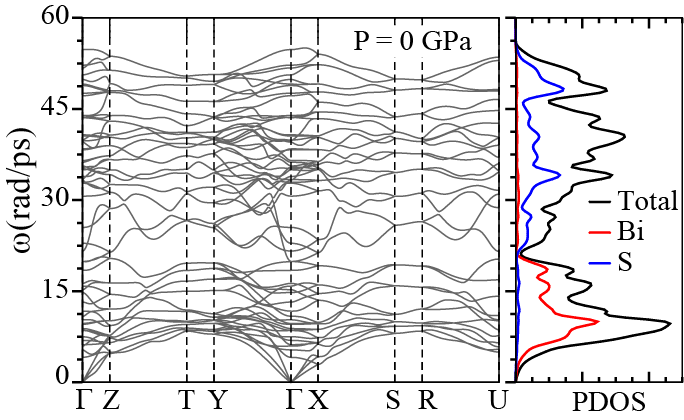 60
P = 0 GPa
45
ω(rad/ps)
30
Total
Bi
S
15
0
Γ Z T Y Γ X S R U
PDOS